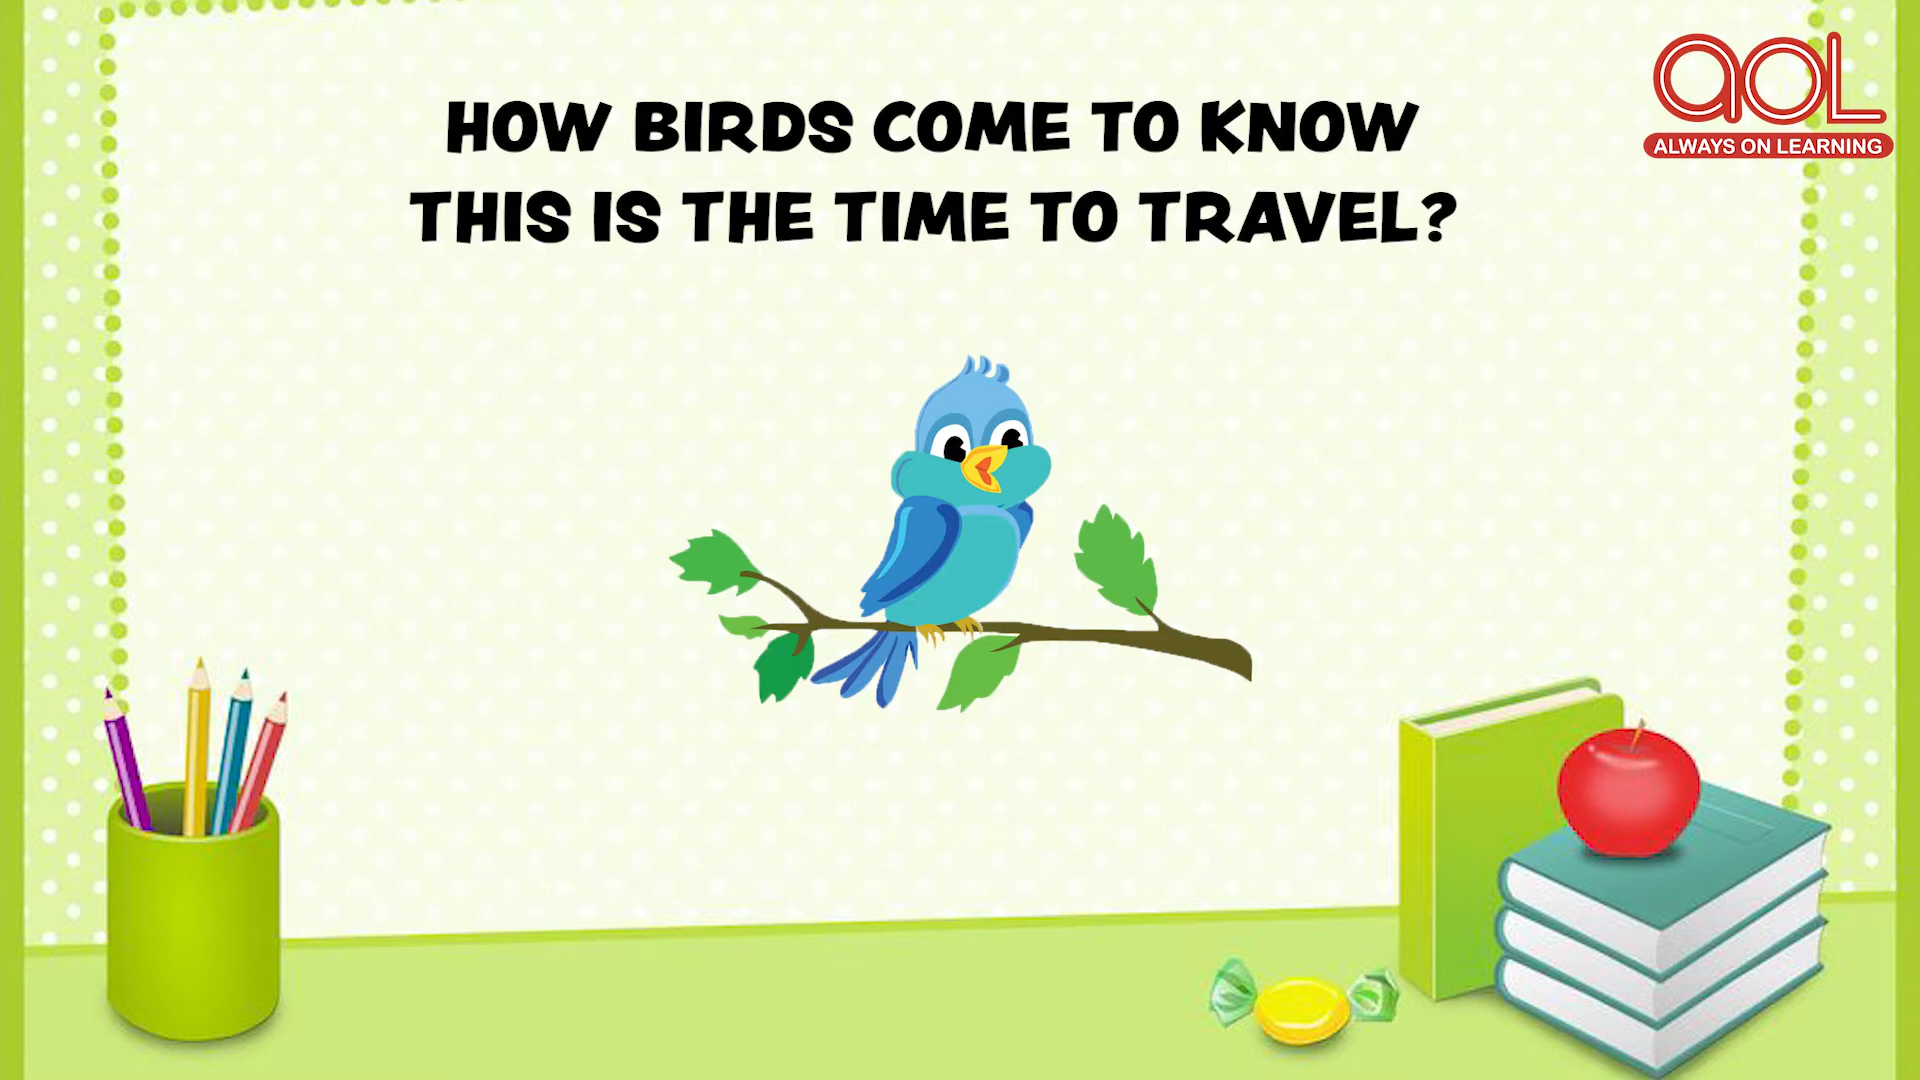 HOW BIRDS COME TO KNOW
THIS IS THE TIME TO TRAVEL?
aOL
ALWAYS ON LEARNING